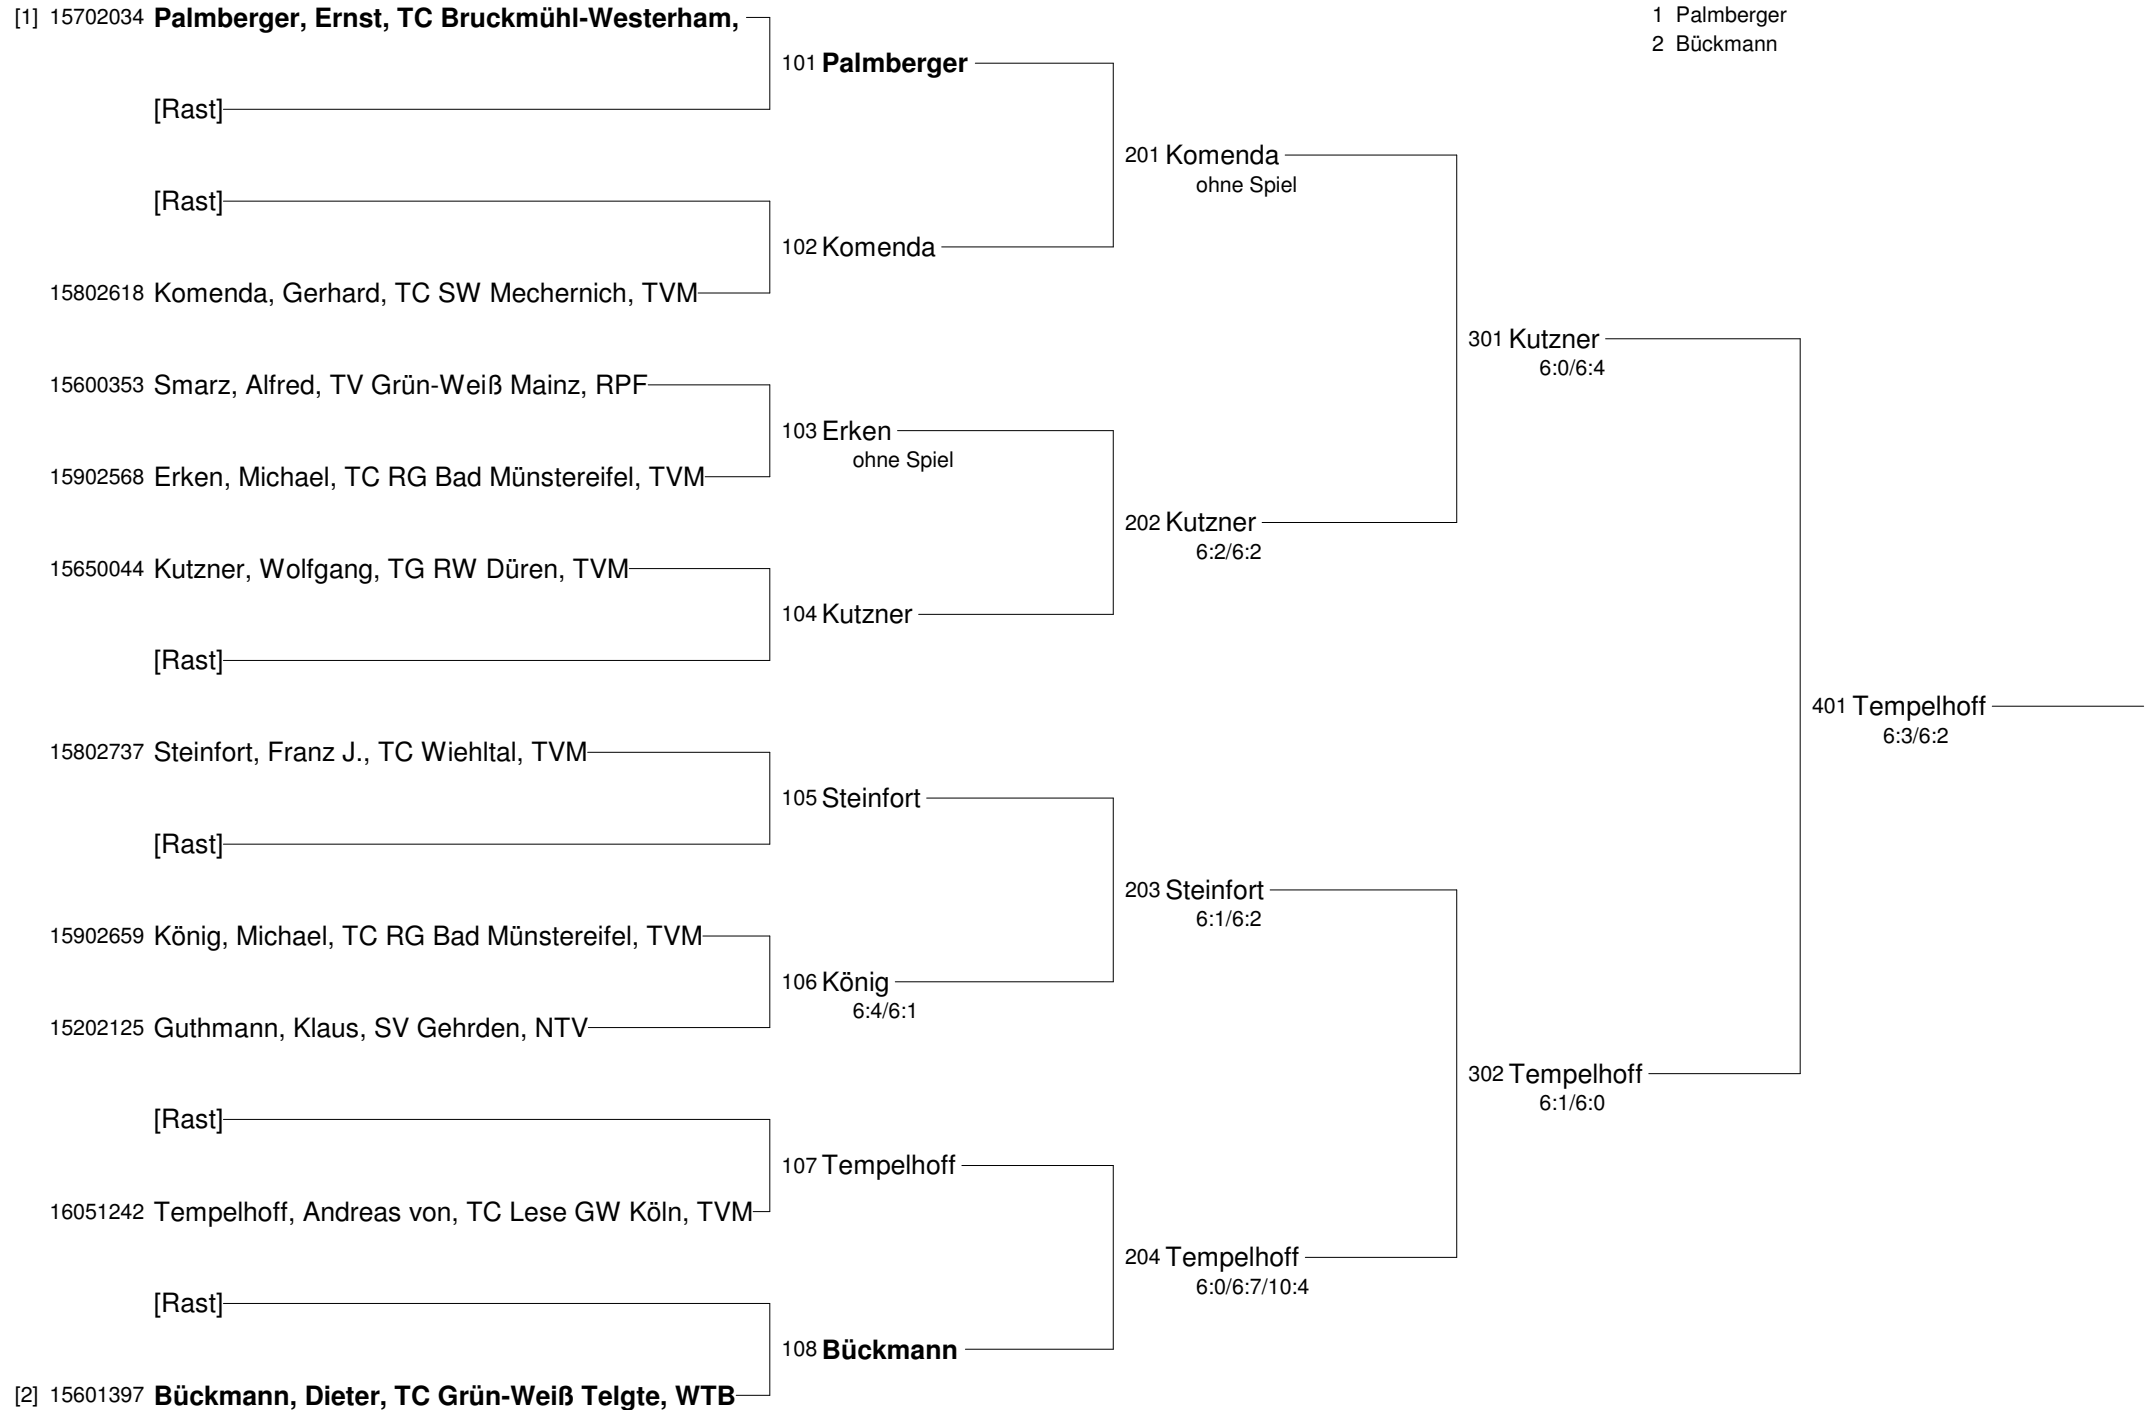 [1] 15702034 Palmberger, Ernst, TC Bruckmühl-Westerham,
[Rast]
[Rast]
15802618 Komenda, Gerhard, TC SW Mechernich, TVM
15600353 Smarz, Alfred, TV Grün-Weiß Mainz, RPF
15902568 Erken, Michael, TC RG Bad Münstereifel, TVM
15650044 Kutzner, Wolfgang, TG RW Düren, TVM
[Rast]
15802737 Steinfort, Franz J., TC Wiehltal, TVM
[Rast]
15902659 König, Michael, TC RG Bad Münstereifel, TVM
15202125 Guthmann, Klaus, SV Gehrden, NTV
[Rast]
16051242 Tempelhoff, Andreas von, TC Lese GW Köln, TVM
[Rast]
[2] 15601397 Bückmann, Dieter, TC Grün-Weiß Telgte, WTB
101 Palmberger
102 Komenda
103 Erken
ohne Spiel
104 Kutzner
105 Steinfort
106 König
6:4/6:1
107 Tempelhoff
108 Bückmann
201 Komenda
ohne Spiel
202 Kutzner
6:2/6:2
203 Steinfort
6:1/6:2
204 Tempelhoff
6:0/6:7/10:4
301 Kutzner
6:0/6:4
302 Tempelhoff
6:1/6:0
401 Tempelhoff
6:3/6:2
1 Palmberger
2 Bückmann